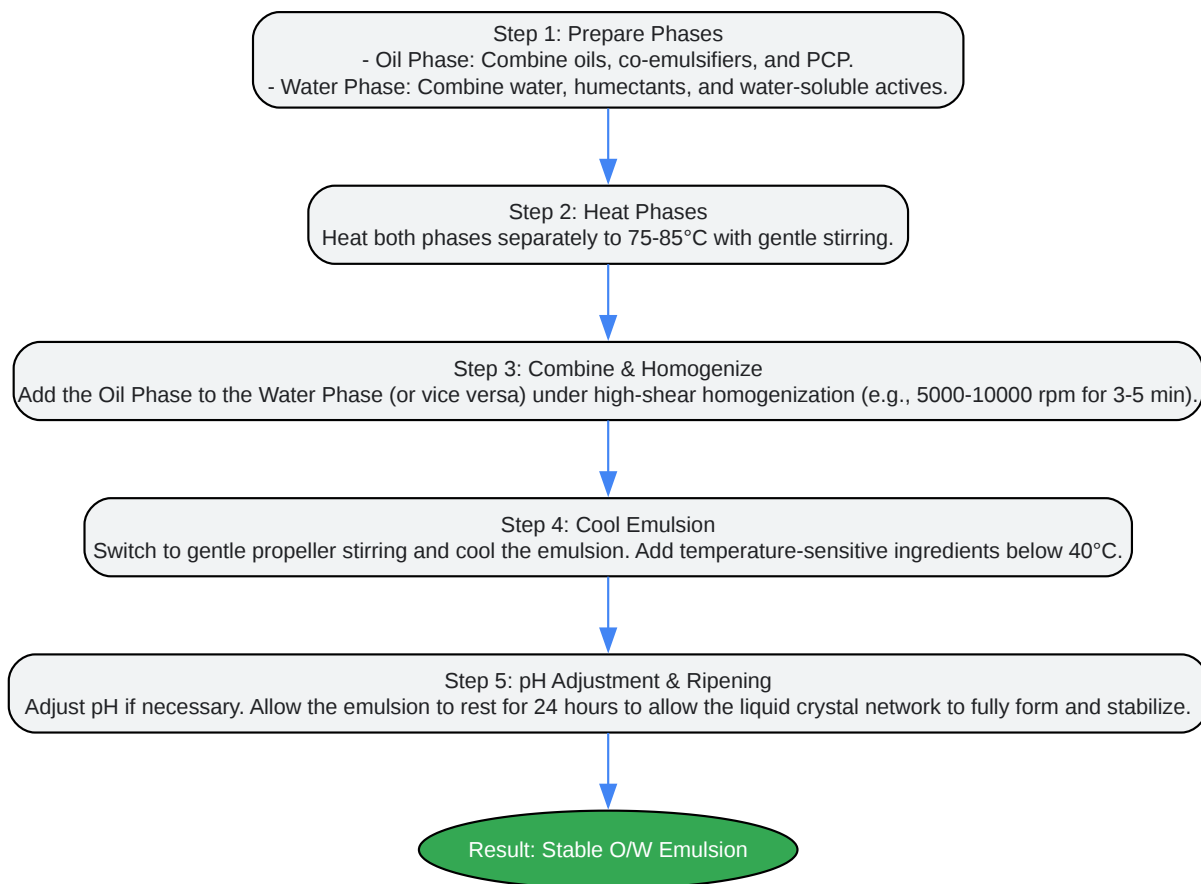 Step 1: Prepare Phases
- Oil Phase: Combine oils, co-emulsifiers, and PCP.
- Water Phase: Combine water, humectants, and water-soluble actives.
Step 2: Heat Phases
Heat both phases separately to 75-85°C with gentle stirring.
Step 3: Combine & Homogenize
Add the Oil Phase to the Water Phase (or vice versa) under high-shear homogenization (e.g., 5000-10000 rpm for 3-5 min).
Step 4: Cool Emulsion
Switch to gentle propeller stirring and cool the emulsion. Add temperature-sensitive ingredients below 40°C.
Step 5: pH Adjustment & Ripening
Adjust pH if necessary. Allow the emulsion to rest for 24 hours to allow the liquid crystal network to fully form and stabilize.
Result: Stable O/W Emulsion